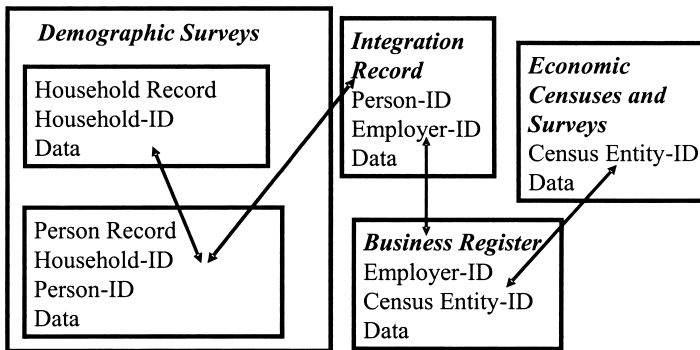 Demographic Surveys
Household Record
Household-ID
Data
Person Record
Household-ID
Person-ID
Data
Integration
Record
Person-ID
Employer-ID
Data
Business Register
Employer-ID
Census Entity-ID
Data
Economic
Censuses and
Surveys
Census Entity-ID
Data